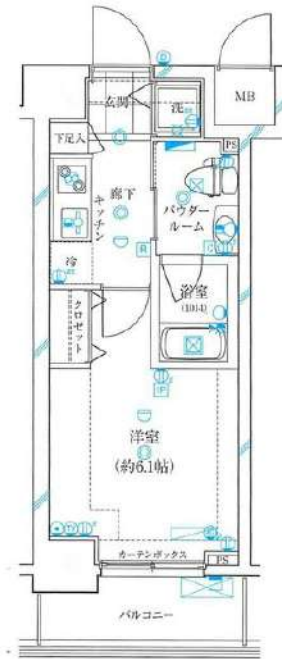 玄関
洗
MB
下足入
PS
廊下
キッチン
パウダー
ルーム
冷
R
浴室
(1014)
クロゼット
洋室
(約6.1帖)
カーテンボックス
PS
バルコニー